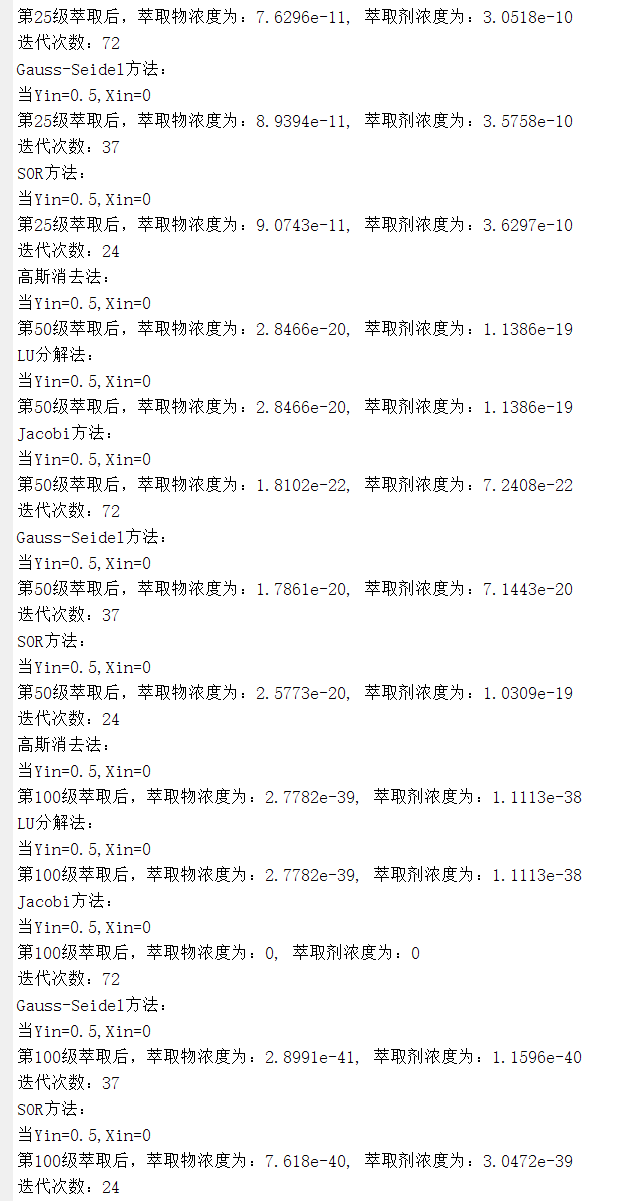 第25级萃取后，萃取物浓度为：7.6296e-11, 萃取剂浓度为：3.0518e-10
迭代次数：72
Gauss-Seidel方法：
当Yin=0.5,Xin=0
第25级萃取后，萃取物浓度为：8.9394e-11, 萃取剂浓度为：3.5758e-10
迭代次数：37
SOR方法：
当Yin=0.5,Xin=0
第25级萃取后，萃取物浓度为：9.0743e-11, 萃取剂浓度为：3.6297e-10
迭代次数：24
高斯消去法：
当Yin=0.5,Xin=0
第50级萃取后，萃取物浓度为：2.8466e-20, 萃取剂浓度为：1.1386e-19
LU分解法：
当Yin=0.5,Xin=0
第50级萃取后，萃取物浓度为：2.8466e-20, 萃取剂浓度为：1.1386e-19
Jacobi方法：
当Yin=0.5,Xin=0
第50级萃取后，萃取物浓度为：1.8102e-22, 萃取剂浓度为：7.2408e-22
迭代次数：72
Gauss-Seidel方法：
当Yin=0.5,Xin=0
第50级萃取后，萃取物浓度为：1.7861e-20, 萃取剂浓度为：7.1443e-20
迭代次数：37
SOR方法：
当Yin=0.5,Xin=0
第50级萃取后，萃取物浓度为：2.5773e-20, 萃取剂浓度为：1.0309e-19
迭代次数：24
高斯消去法：
当Yin=0.5,Xin=0
第100级萃取后，萃取物浓度为：2.7782e-39, 萃取剂浓度为：1.1113e-38
LU分解法：
当Yin=0.5,Xin=0
第100级萃取后，萃取物浓度为：2.7782e-39, 萃取剂浓度为：1.1113e-38
Jacobi方法：
当Yin=0.5,Xin=0
第100级萃取后，萃取物浓度为：0, 萃取剂浓度为：0
迭代次数：72
Gauss-Seidel方法：
当Yin=0.5,Xin=0
第100级萃取后，萃取物浓度为：2.8991e-41, 萃取剂浓度为：1.1596e-40
迭代次数：37
SOR方法：
当Yin=0.5,Xin=0
第100级萃取后，萃取物浓度为：7.618e-40, 萃取剂浓度为：3.0472e-39
迭代次数：24